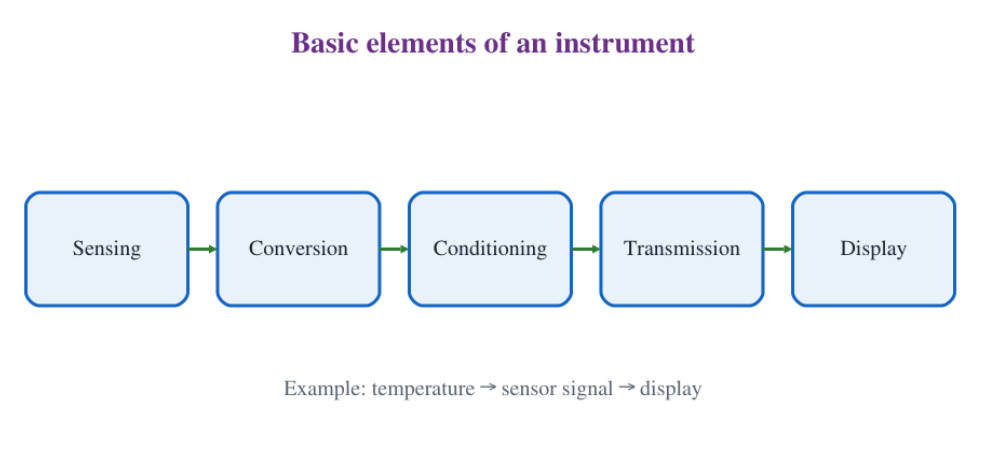 Basic elements of an instrument
Sensing
Conversion
Conditioning
Transmission
Display
Example: temperature → sensor signal → display